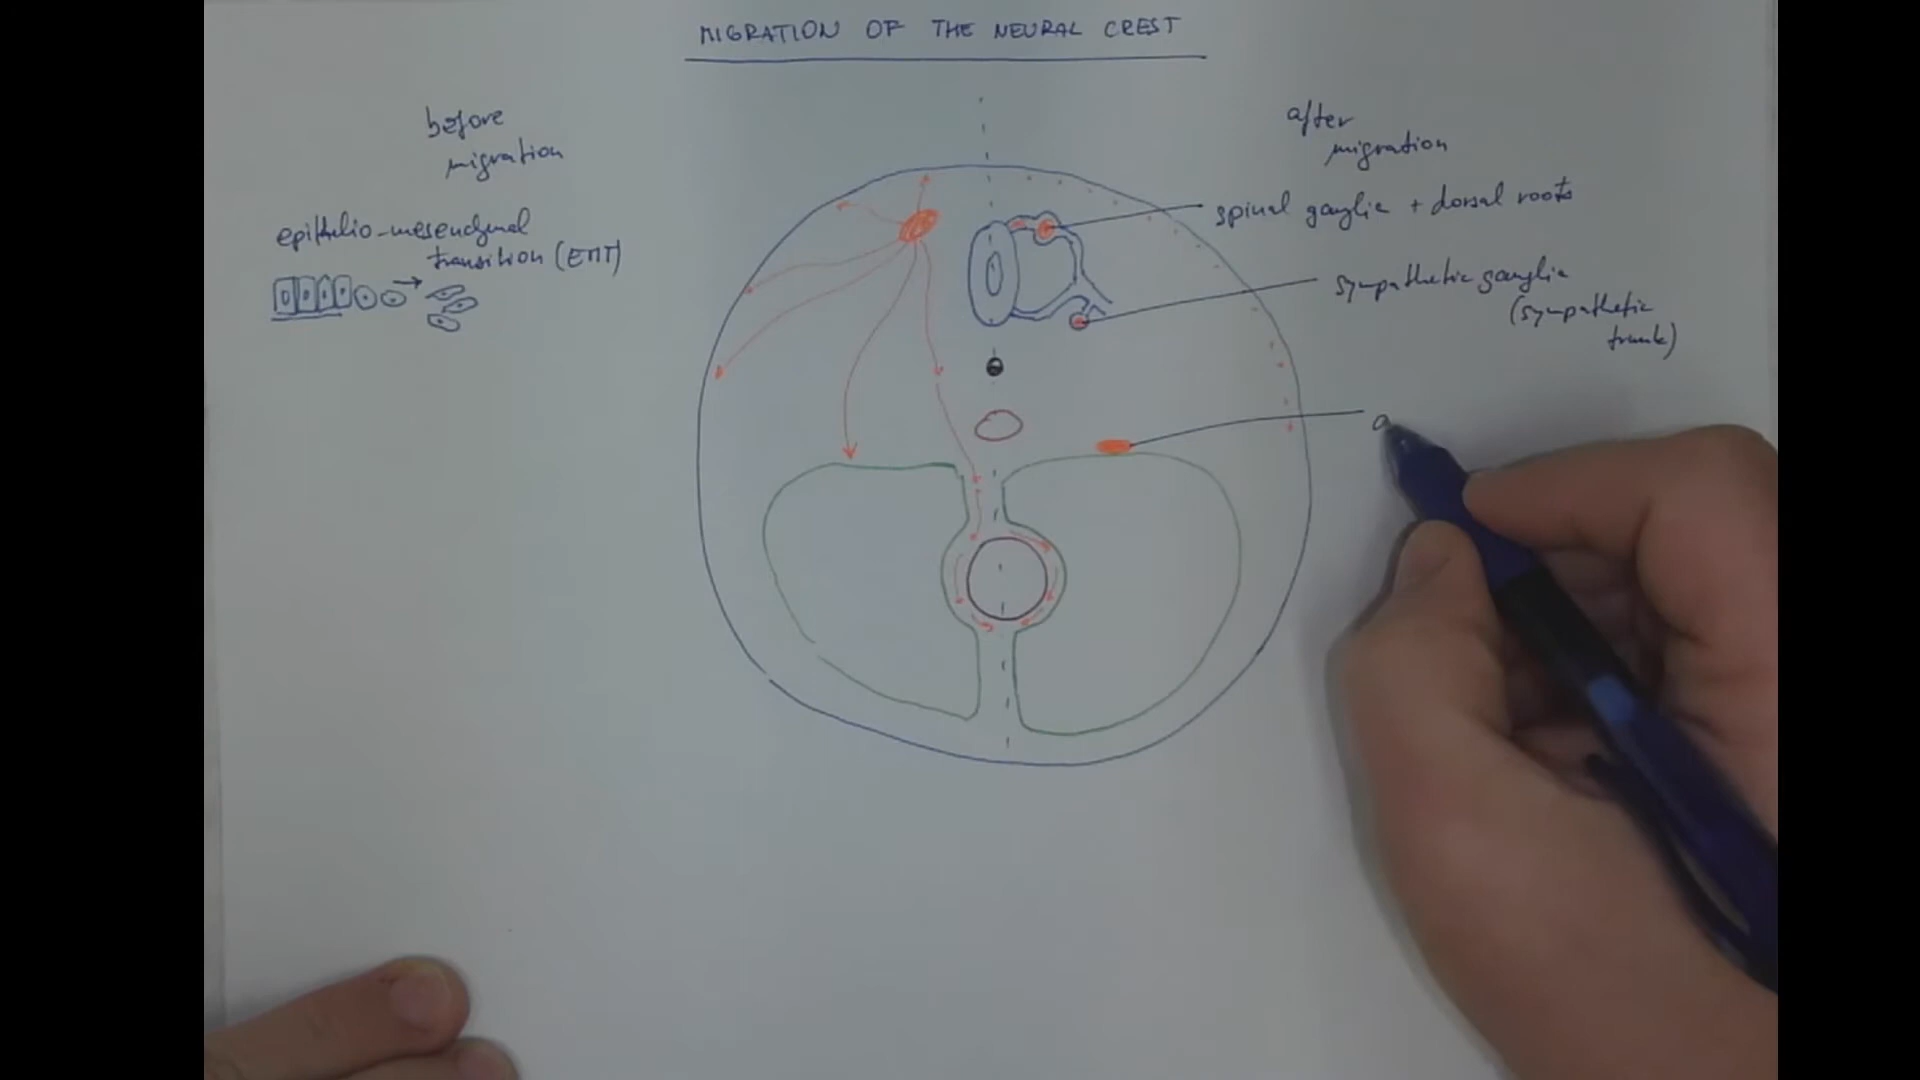 MIGRATION OF THE NEURAL CREST
before
migration
epithelio-mesenchymal
transition (EMT)
after
migration
spinal ganglia + dorsal roots
sympathetic ganglia
(sympathetic
trunk)
a